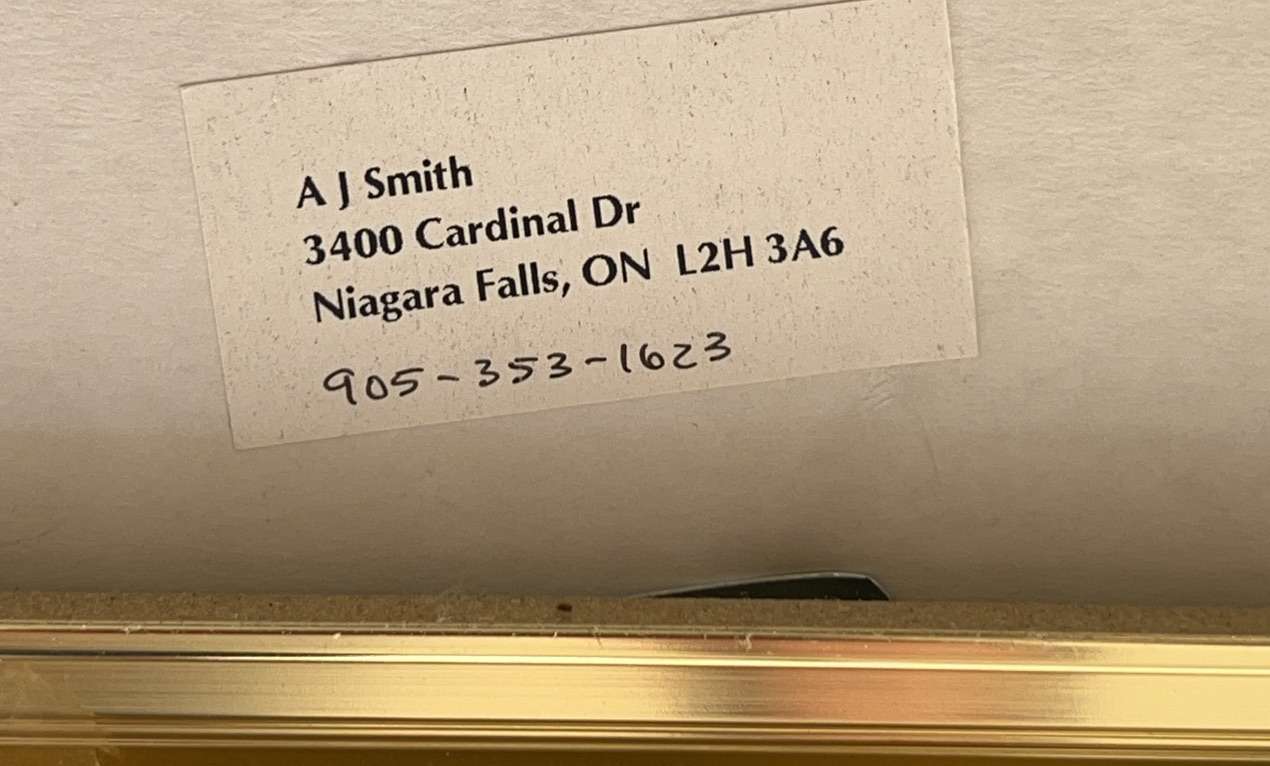 A J Smith
3400 Cardinal Dr
Niagara Falls, ON L2H 3A6
905-353-1623